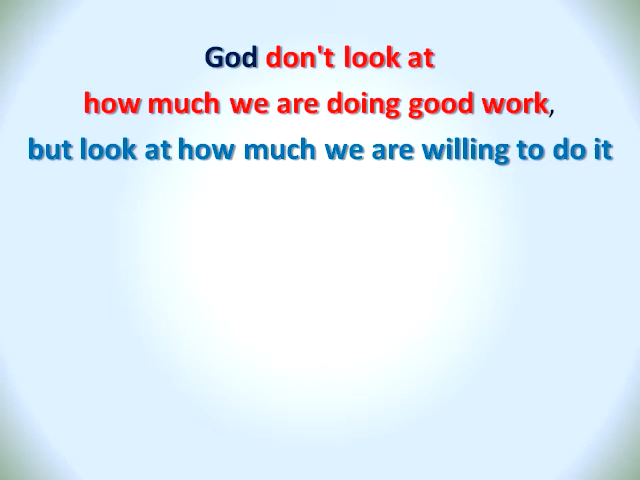 God don't look at
how much we are doing good work,
but look at how much we are willing to do it